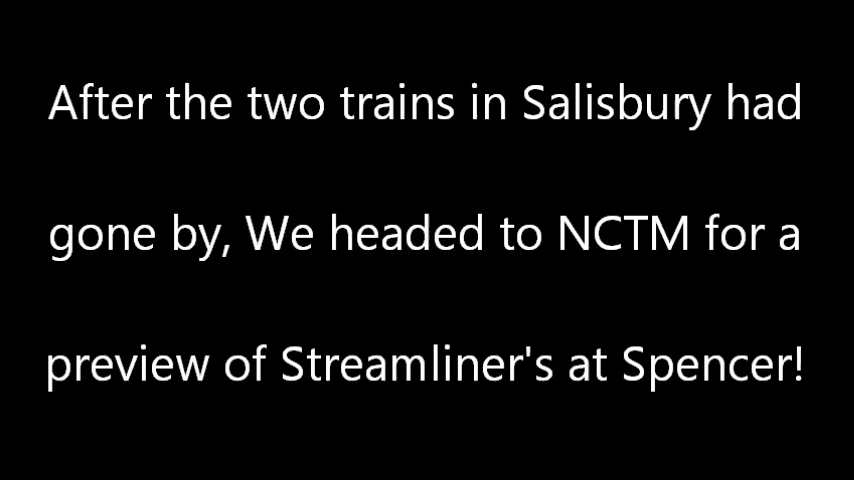 After the two trains in Salisbury had
gone by, We headed to NCTM for a
preview of Streamliner's at Spencer!